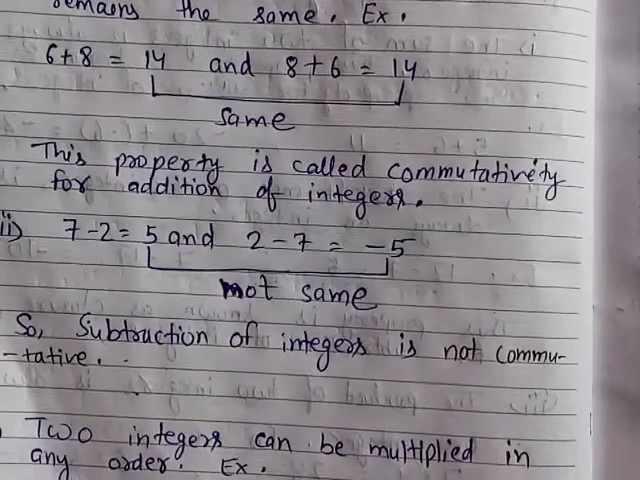 remains the same. Ex.
6+8 = 14 and 8+6 = 14
same
This property is called commutativity
for addition of integers.
ii) 7-2 = 5 and 2-7 = -5
not same
So, Subtruction of integers is not commu-
-tative.
Two integers can be multiplied in
any order. Ex.